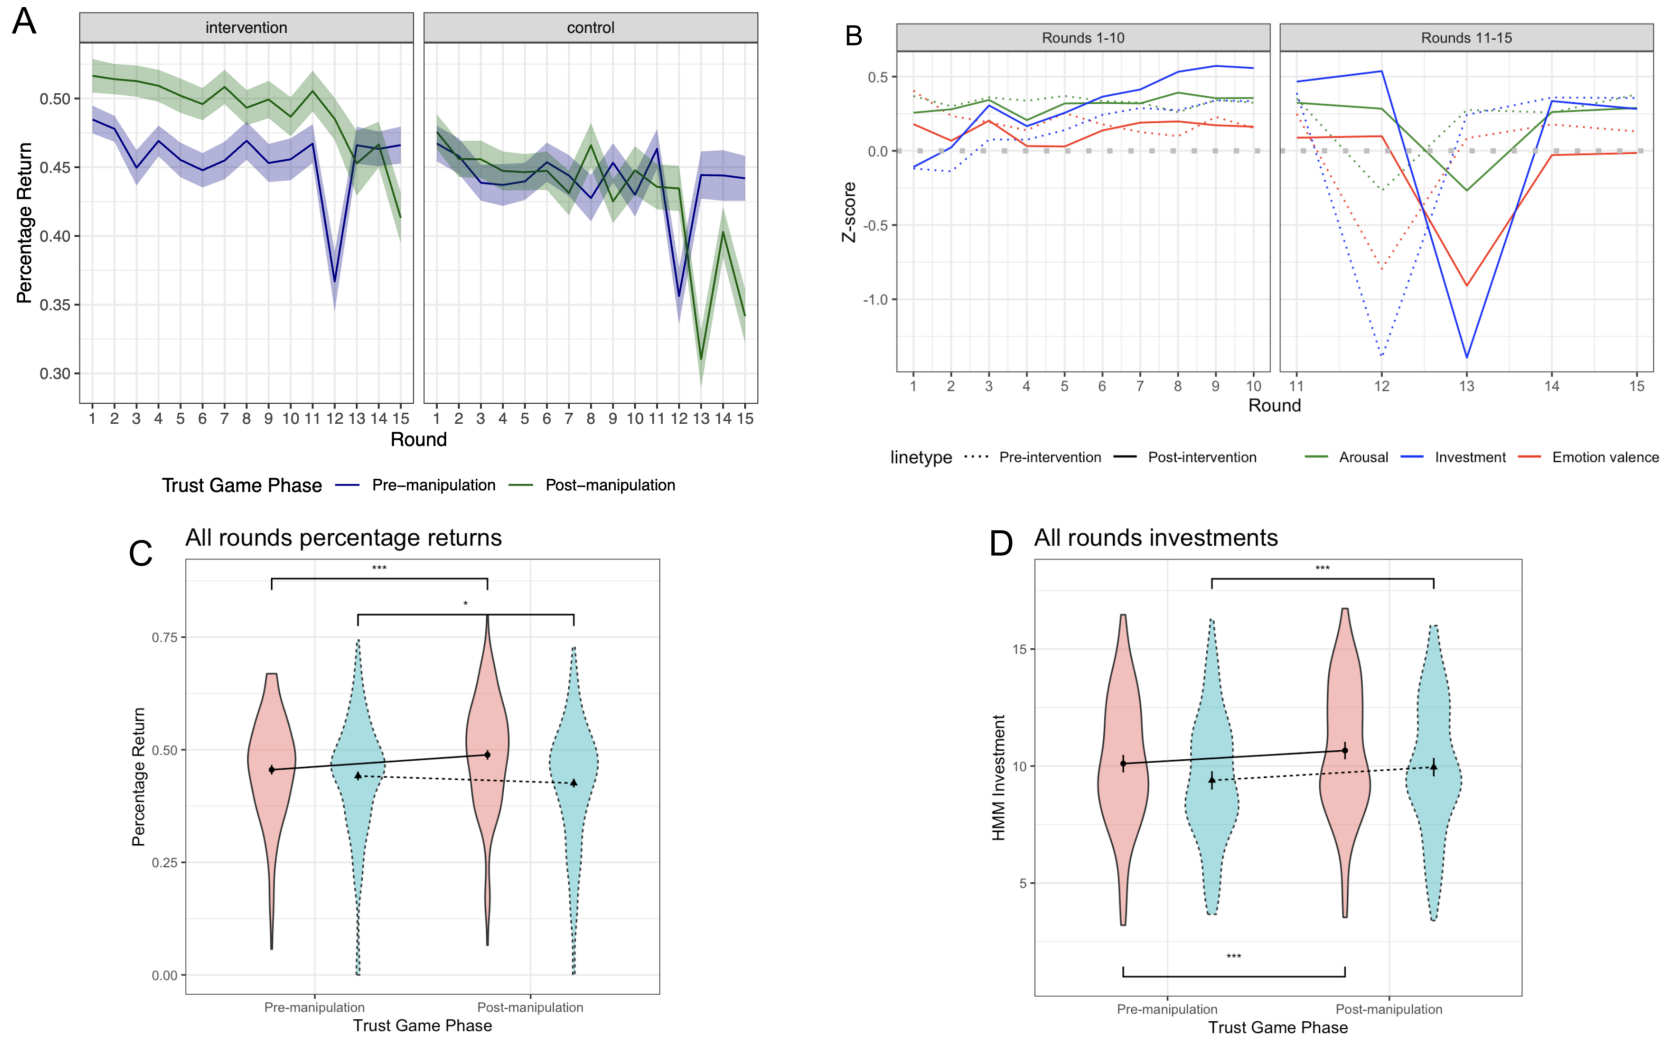 A
intervention
control
Percentage Return
0.50
0.45
0.40
0.35
0.30
1 2 3 4 5 6 7 8 9 10 11 12 13 14 15
1 2 3 4 5 6 7 8 9 10 11 12 13 14 15
Round
Trust Game Phase
Pre−manipulation
Post−manipulation
B
Rounds 1-10
Rounds 11-15
Z-score
0.5
0.0
-0.5
-1.0
1 2 3 4 5 6 7 8 9 10
11 12 13 14 15
Round
linetype
Pre-intervention
Post-intervention
Arousal
Investment
Emotion valence
C
All rounds percentage returns
***
*
Percentage Return
0.75
0.50
0.25
0.00
Pre-manipulation
Post-manipulation
Trust Game Phase
D
All rounds investments
***
HMM Investment
15
10
5
***
Pre-manipulation
Post-manipulation
Trust Game Phase